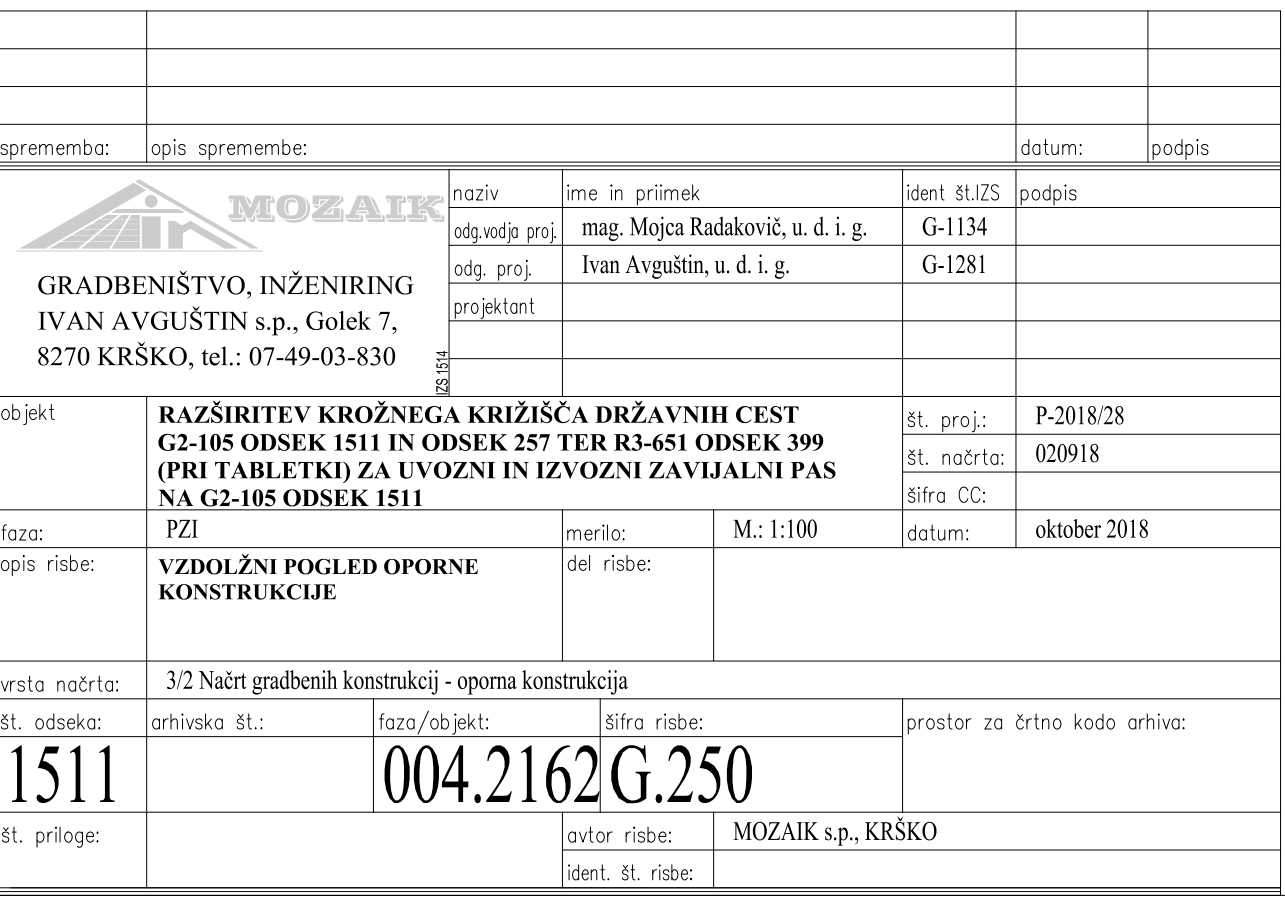 sprememba: opis spremembe: datum: podpis
MOZAIK
GRADBENIŠTVO, INŽENIRING
IVAN AVGUŠTIN s.p., Golek 7,
8270 KRŠKO, tel.: 07-49-03-830
IZS 1514
naziv ime in priimek ident št.IZS podpis
odg.vodja proj. mag. Mojca Radakovič, u. d. i. g. G-1134
odg. proj. Ivan Avguštin, u. d. i. g. G-1281
projektant
objekt
RAZŠIRITEV KROŽNEGA KRIŽIŠČA DRŽAVNIH CEST
G2-105 ODSEK 1511 IN ODSEK 257 TER R3-651 ODSEK 399
(PRI TABLETKI) ZA UVOZNI IN IZVOZNI ZAVIJALNI PAS
NA G2-105 ODSEK 1511
št. proj.: P-2018/28
št. načrta: 020918
šifra CC:
faza: PZI merilo: M.: 1:100 datum: oktober 2018
opis risbe: VZDOLŽNI POGLED OPORNE
KONSTRUKCIJE
del risbe:
vrsta načrta: 3/2 Načrt gradbenih konstrukcij - oporna konstrukcija
št. odseka: arhivska št.: faza/objekt: šifra risbe: prostor za črtno kodo arhiva:
1511 004.2162 G.250
št. priloge: avtor risbe: MOZAIK s.p., KRŠKO
ident. št. risbe: